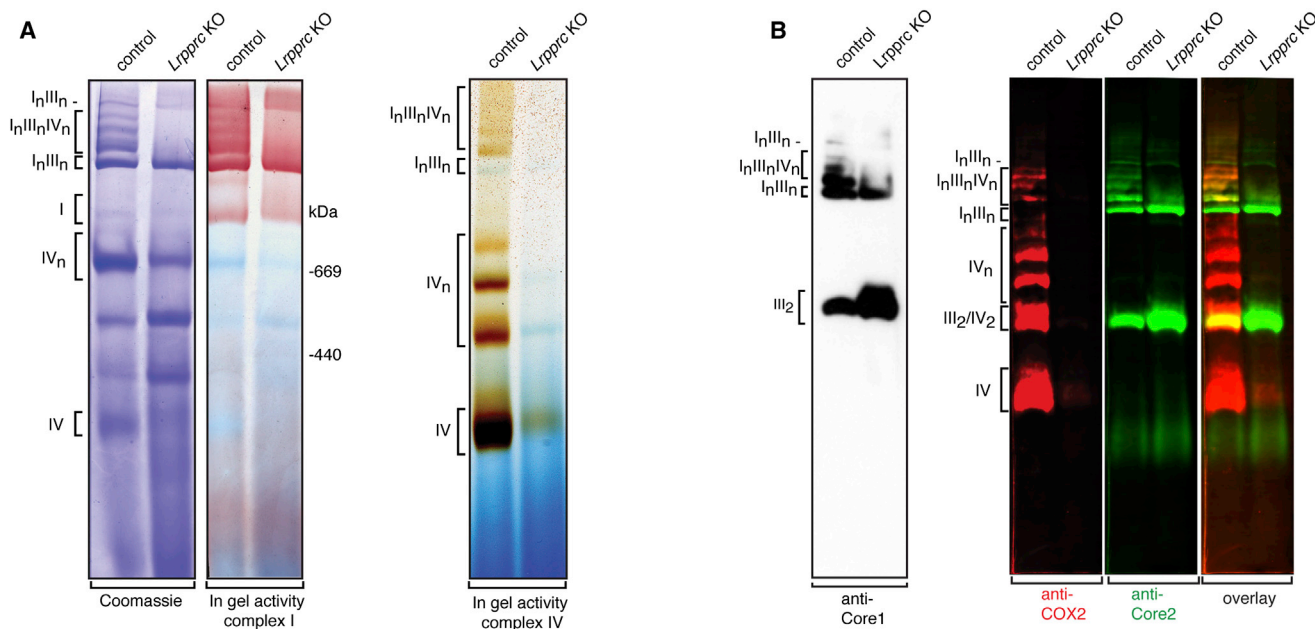 A
control
Lrpprc KO
control
Lrpprc KO
InIIIn -
InIIInIVn
InIIIn
I
IVn
IV
kDa
-669
-440
Coomassie
In gel activity
complex I
control
Lrpprc KO
InIIInIVn
InIIIn
IVn
IV
In gel activity
complex IV
B
control
Lrpprc KO
InIIIn -
InIIInIVn
InIIIn
III2
anti-
Core1
control
Lrpprc KO
control
Lrpprc KO
control
Lrpprc KO
InIIIn -
InIIInIVn
InIIIn
IVn
III2/IV2
IV
anti-
COX2
anti-
Core2
overlay